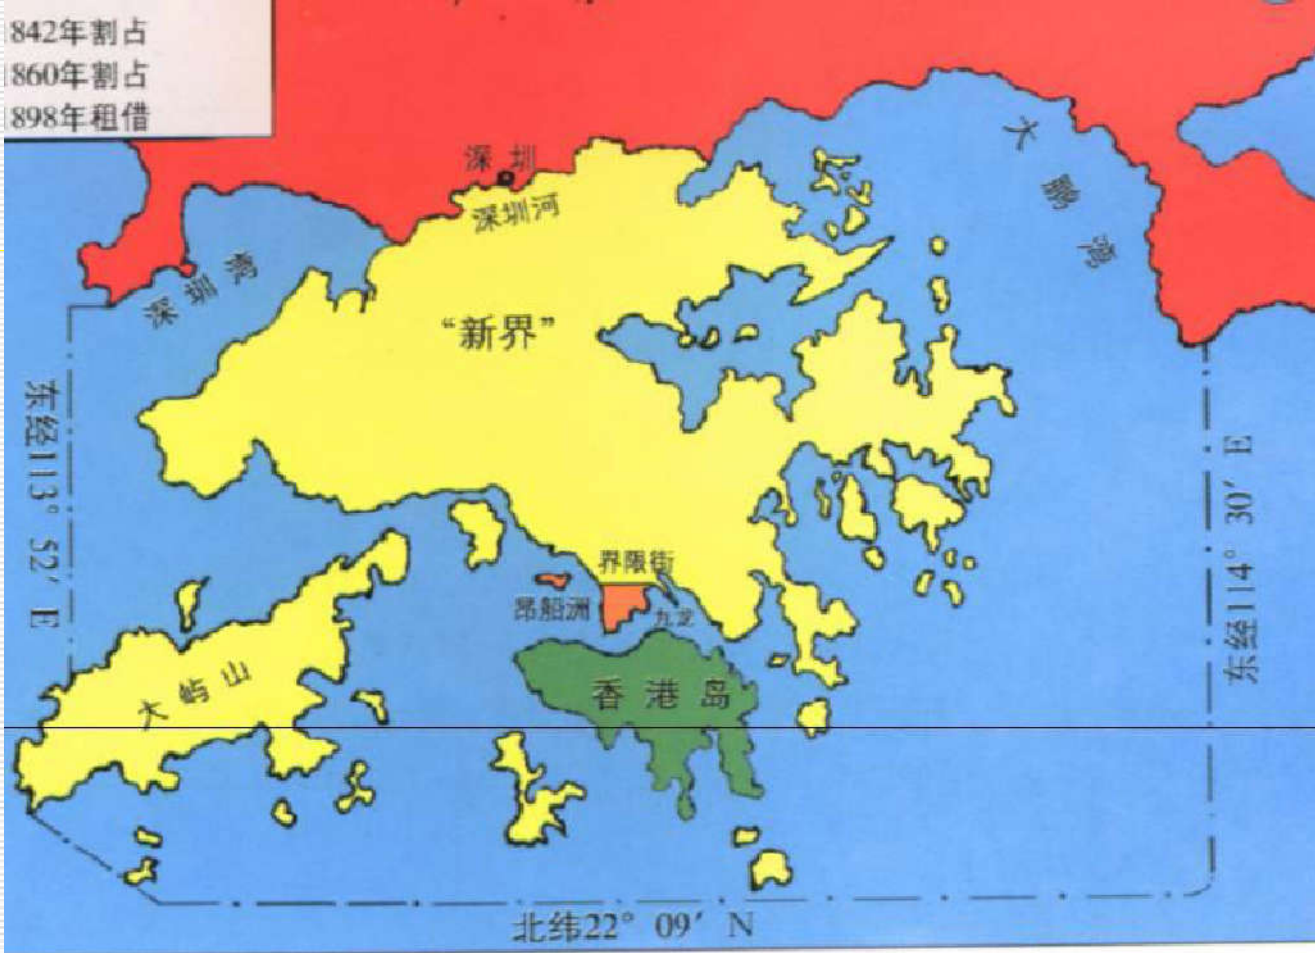 842年割占
860年割占
898年租借
深圳
深圳河
大鹏湾
深圳湾
“新界”
东经113° 52′ E
界限街
昂船洲
九龙
东经114° 30′ E
大屿山
香港岛
北纬22° 09′ N